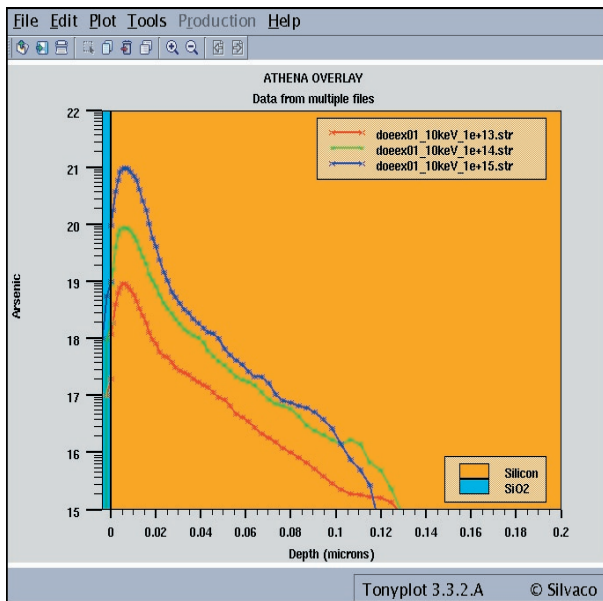 File Edit Plot Tools Production Help
ATHENA OVERLAY
Data from multiple files
doeex01_10keV_1e+13.str
doeex01_10keV_1e+14.str
doeex01_10keV_1e+15.str
22
21
20
19
18
17
16
15
Arsenic
Silicon
SiO2
0 0.02 0.04 0.06 0.08 0.1 0.12 0.14 0.16 0.18 0.2
Depth (microns)
Tonyplot 3.3.2.A © Silvaco